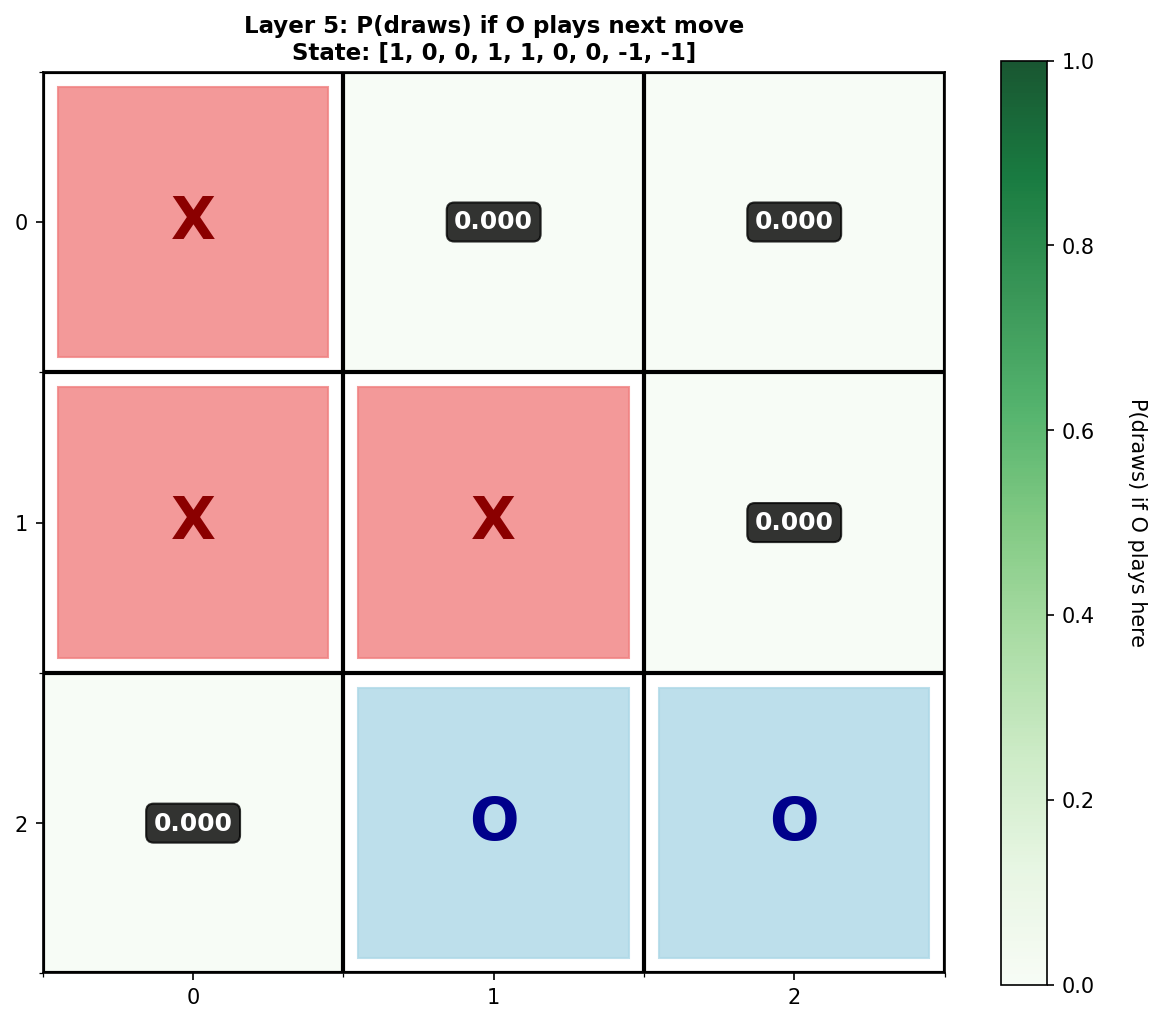 Layer 5: P(draws) if O plays next move
State: [1, 0, 0, 1, 1, 0, 0, -1, -1]
1.0
0.8
0.6
0.4
0.2
0.0
P(draws) if O plays here
0
X
0.000
0.000
1
X
X
0.000
2
0.000
O
O
0
1
2